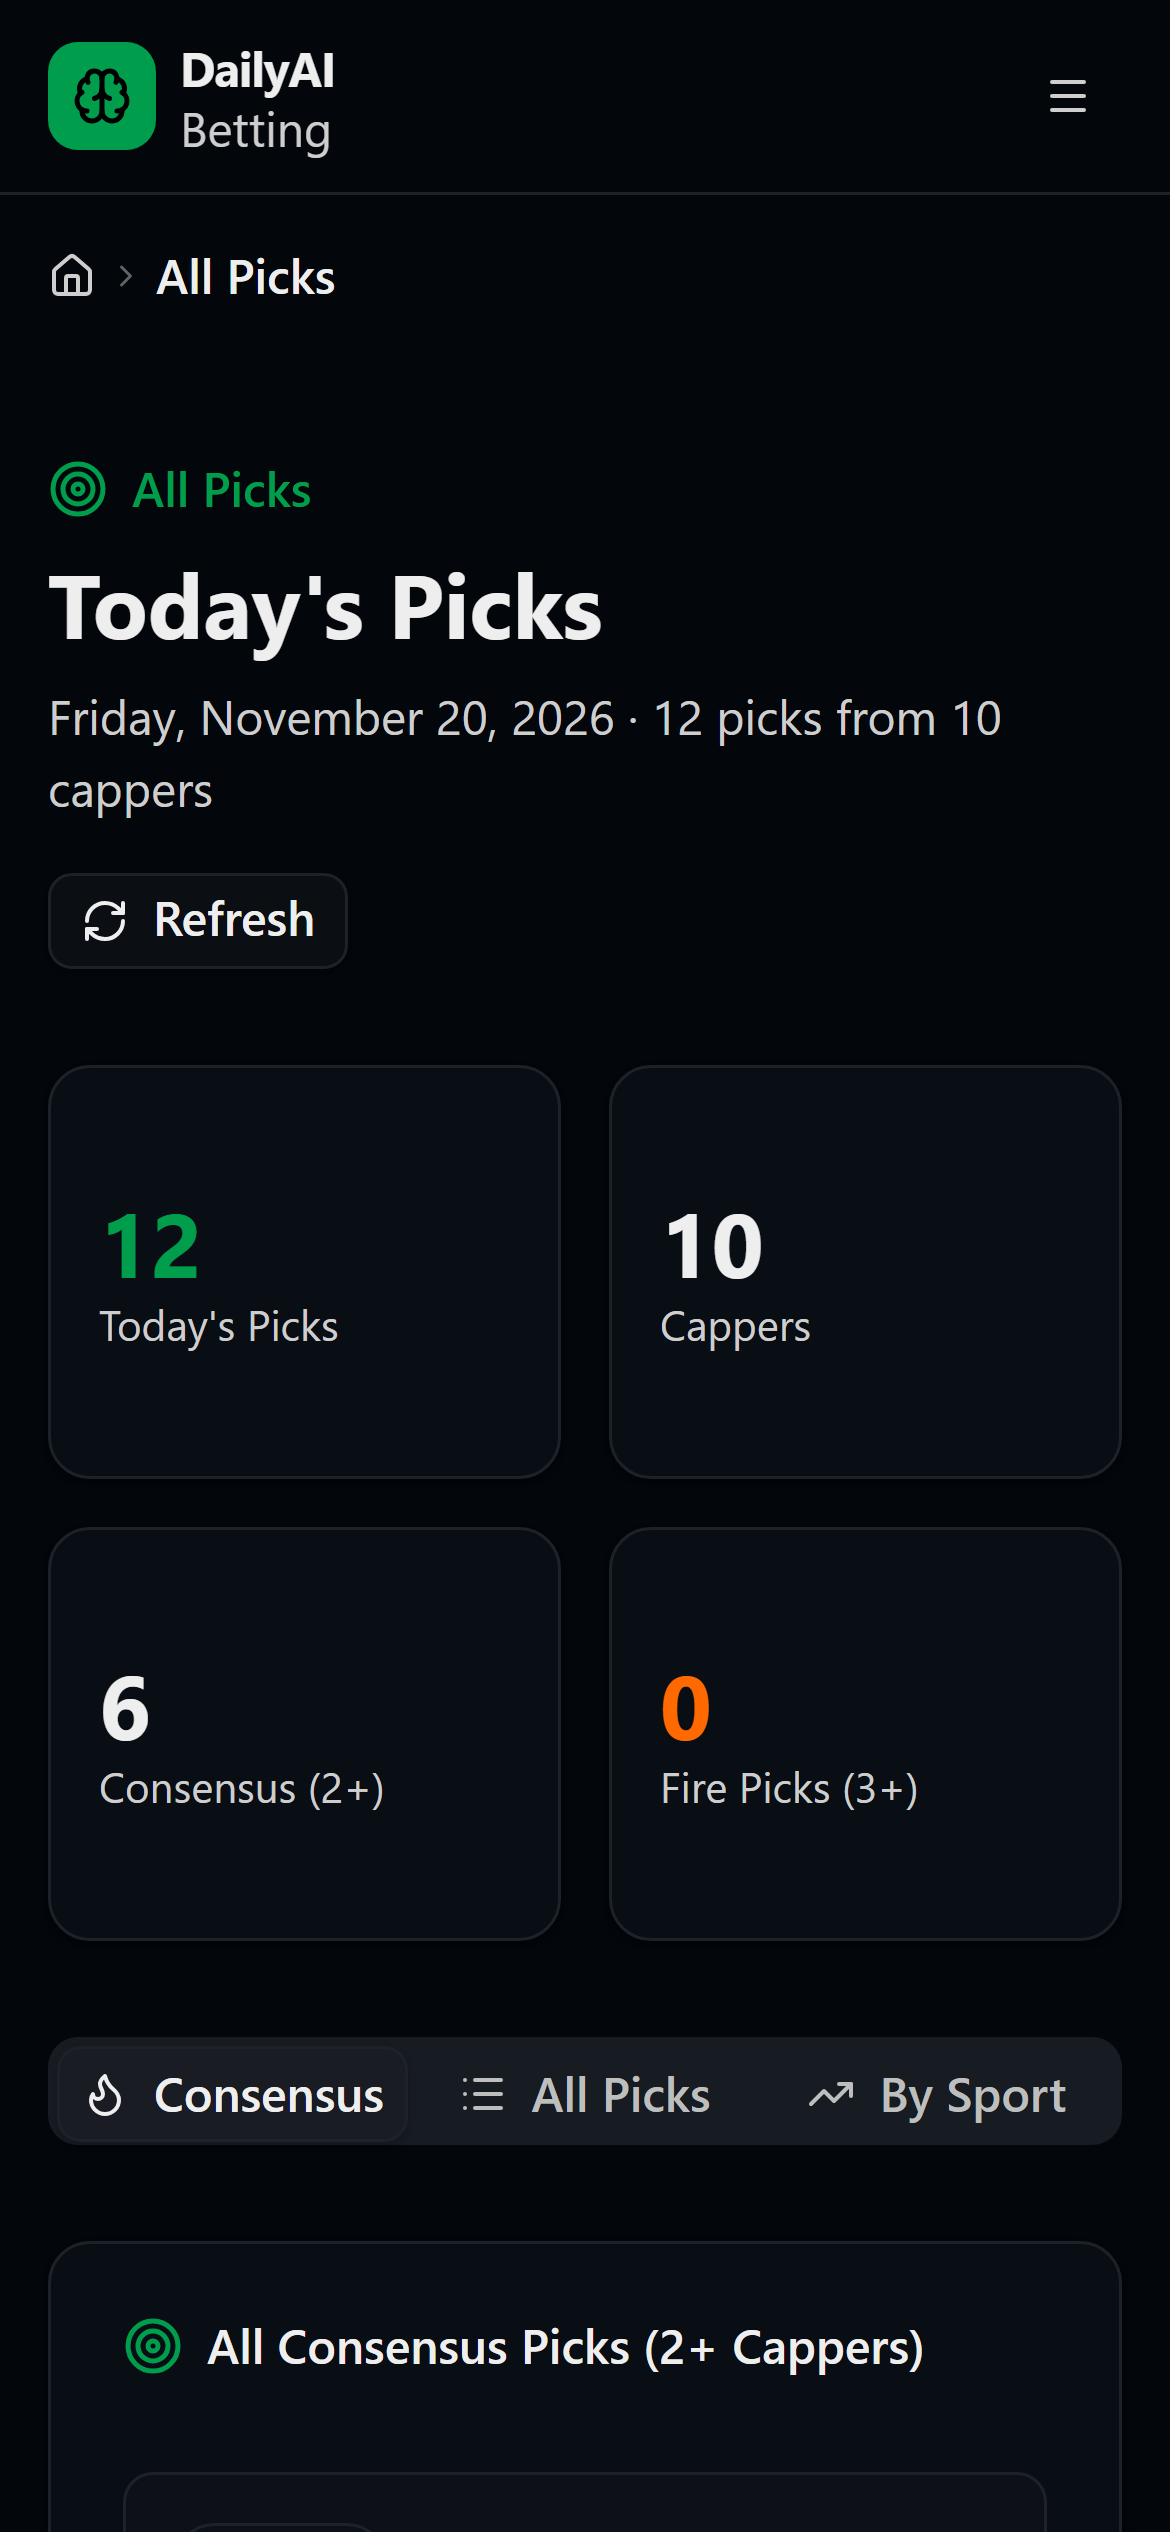 DailyAI
Betting
All Picks
All Picks
Today's Picks
Friday, November 20, 2026 · 12 picks from 10
cappers
Refresh
12
Today's Picks
10
Cappers
6
Consensus (2+)
0
Fire Picks (3+)
Consensus
All Picks
By Sport
All Consensus Picks (2+ Cappers)